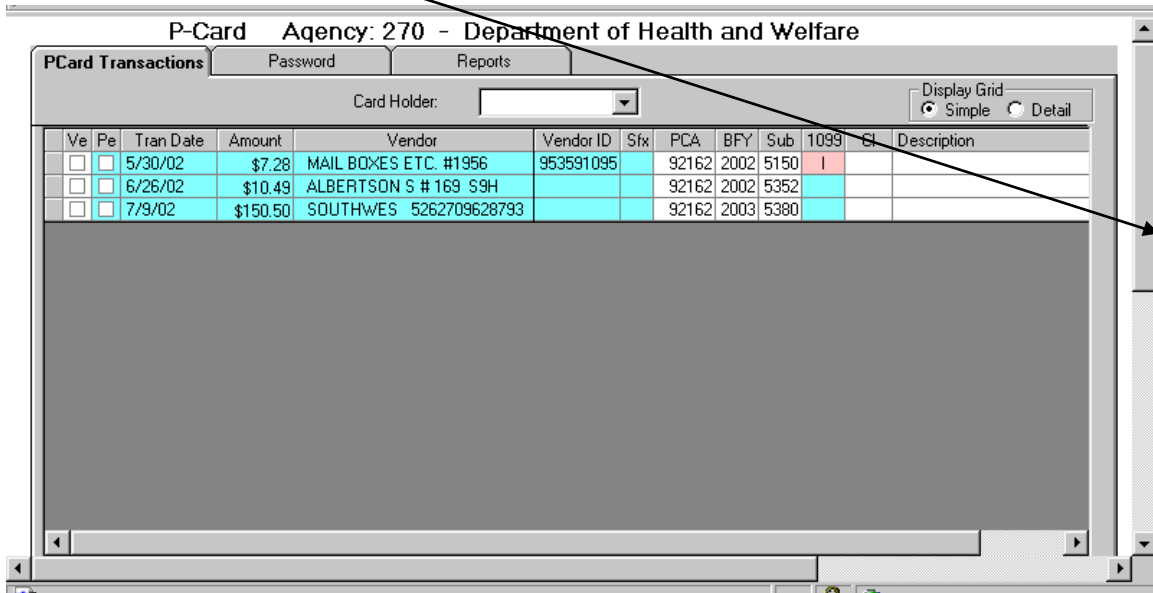 P-Card Agency: 270 - Department of Health and Welfare
PCard Transactions Password Reports
Card Holder: Display Grid
Simple Detail
Ve Pe Tran Date Amount Vendor Vendor ID Sfx PCA BFY Sub 1099 Description
5/30/02 $7.28 MAIL BOXES ETC. #1956 953591095 92162 2002 5150 I
6/26/02 $10.49 ALBERTSON S # 169 S9H 92162 2002 5352
7/9/02 $150.50 SOUTHWES 5262709628793 92162 2003 5380